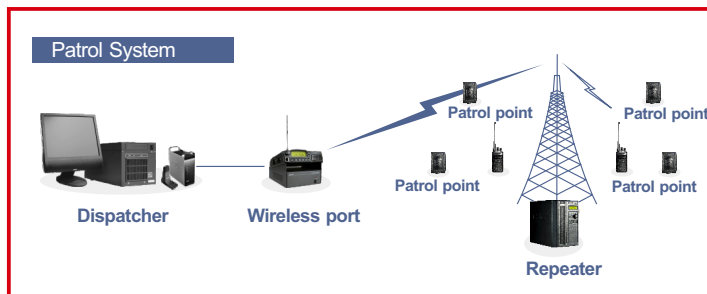 Patrol System
Patrol point
Patrol point
Patrol point
Patrol point
Dispatcher
Wireless port
Repeater